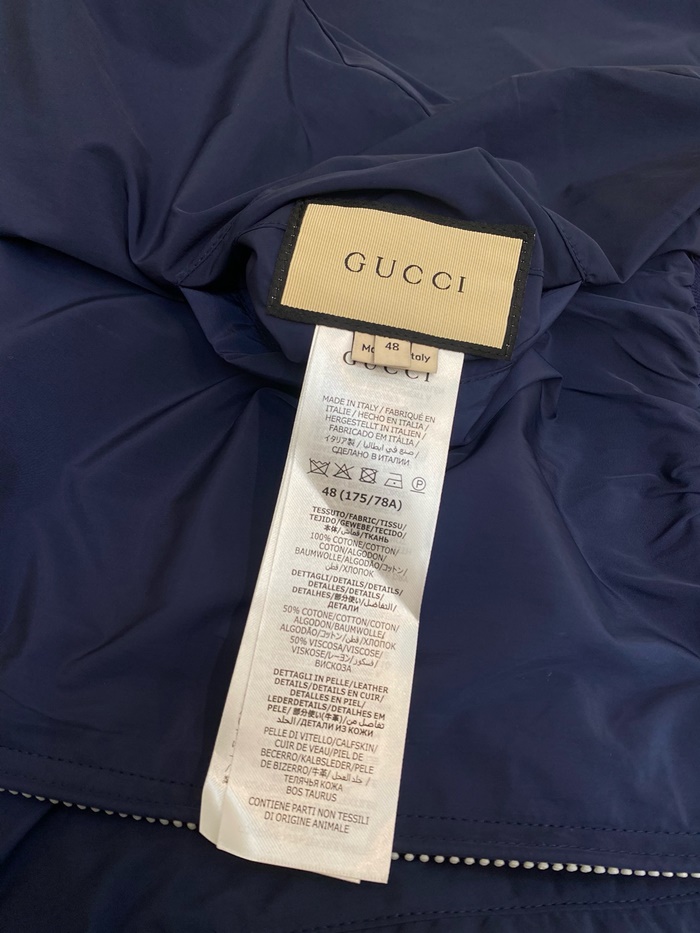 GUCCI
48
Ma taly
GUCCI
MADE IN ITALY / FABRIQUÉ EN
ITALIE / HECHO EN ITALIA /
HERGESTELLT IN ITALIEN /
FABRICADO EM ITÁLIA /
イタリア製 / صنع في ايطاليا /
СДЕЛАНО В ИТАЛИИ
P
48 (175/78A)
TESSUTO/FABRIC/TISSU/
TEJIDO/GEWEBE/TECIDO/
本体/قماش/ТКАНЬ
100% COTONE/COTTON/
COTON/ALGODÓN/
BAUMWOLLE/ALGODÃO/コットン/
قطن/ХЛОПОК
DETTAGLI/DETAILS/DETAILS/
DETALLES/DETAILS/
DETALHES/部分使い/التفاصيل/
ДЕТАЛИ
50% COTONE/COTTON/COTON/
ALGODÓN/BAUMWOLLE/
ALGODÃO/コットン/قطن/ХЛОПОК
50% VISCOSA/VISCOSE/
VISKOSE/レーヨン/فسكوز/
ВИСКОЗА
DETTAGLI IN PELLE/LEATHER
DETAILS/DETAILS EN CUIR/
DETALLES EN PIEL/
LEDERDETAILS/DETALHES EM
PELE/部分使い(牛革)/تفاصيل من
الجلد/ДЕТАЛИ ИЗ КОЖИ
PELLE DI VITELLO/CALFSKIN/
CUIR DE VEAU/PIEL DE
BECERRO/KALBSLEDER/PELE
DE BIZERRO/牛革/جلد العجل/
ТЕЛЯЧЬЯ КОЖА
BOS TAURUS
CONTIENE PARTI NON TESSILI
DI ORIGINE ANIMALE